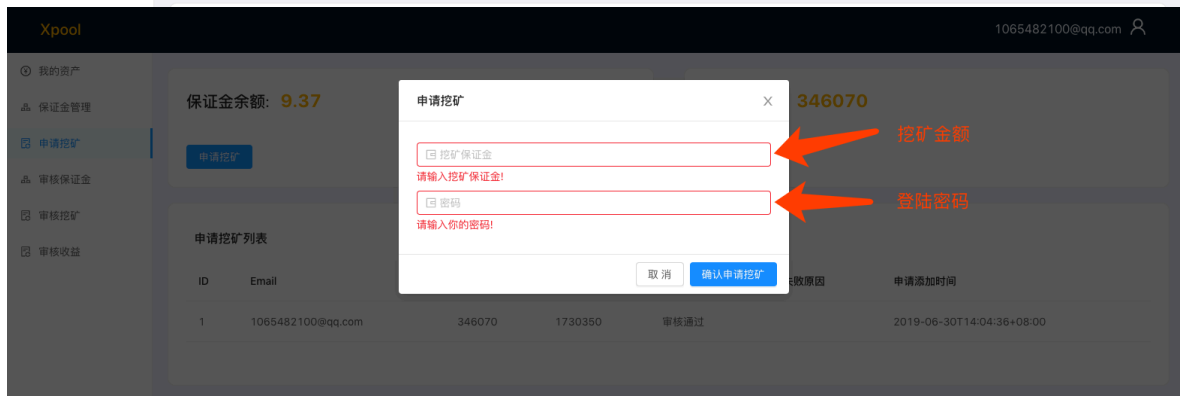 Xpool
1065482100@qq.com
我的资产
保证金管理
申请挖矿
审核保证金
审核挖矿
审核收益
保证金余额: 9.37
346070
申请挖矿
申请挖矿
挖矿保证金
请输入挖矿保证金!
密码
请输入你的密码!
取 消
确认申请挖矿
挖矿金额
登陆密码
申请挖矿列表
ID Email 败原因 申请添加时间
1 1065482100@qq.com 346070 1730350 审核通过 2019-06-30T14:04:36+08:00